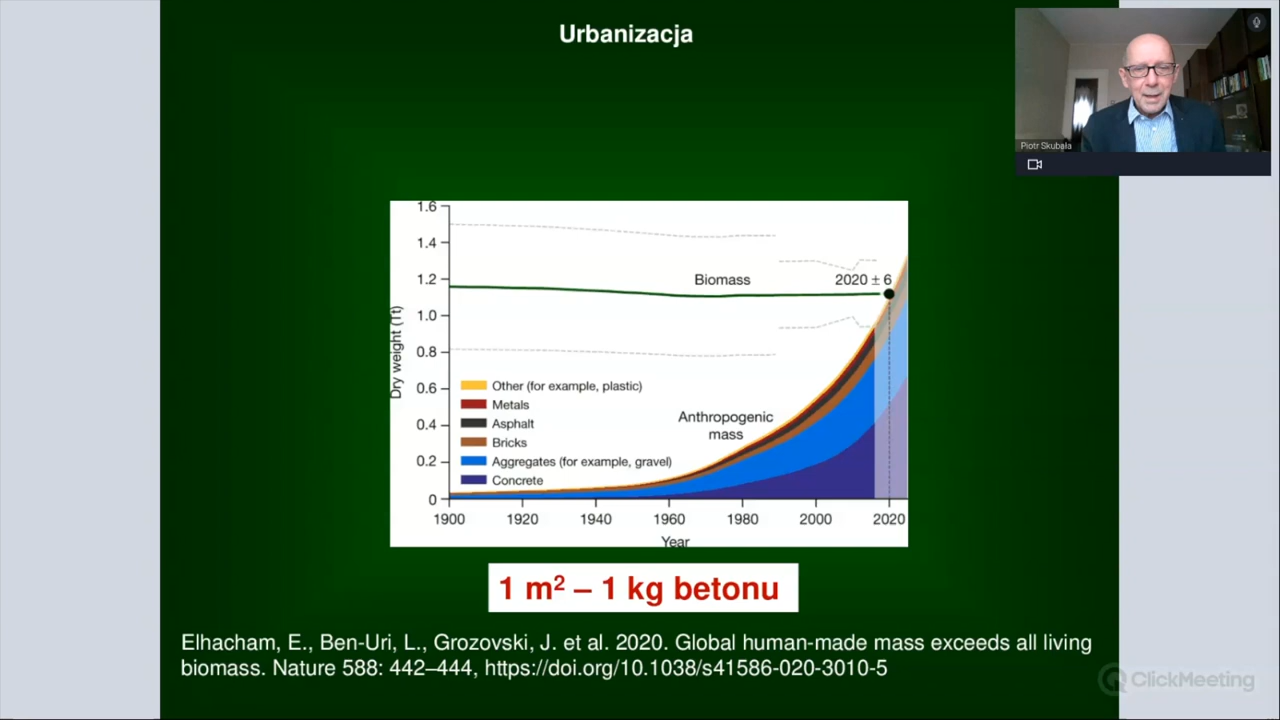 Urbanizacja
Piotr Skubała
1.6
1.4
1.2
1.0
0.8
0.6
0.4
0.2
0
Dry weight (Tt)
Biomass
2020 ± 6
Anthropogenic
mass
Other (for example, plastic)
Metals
Asphalt
Bricks
Aggregates (for example, gravel)
Concrete
1900 1920 1940 1960 1980 2000 2020
Year
1 m² – 1 kg betonu
Elhacham, E., Ben-Uri, L., Grozovski, J. et al. 2020. Global human-made mass exceeds all living
biomass. Nature 588: 442–444, https://doi.org/10.1038/s41586-020-3010-5
ClickMeeting